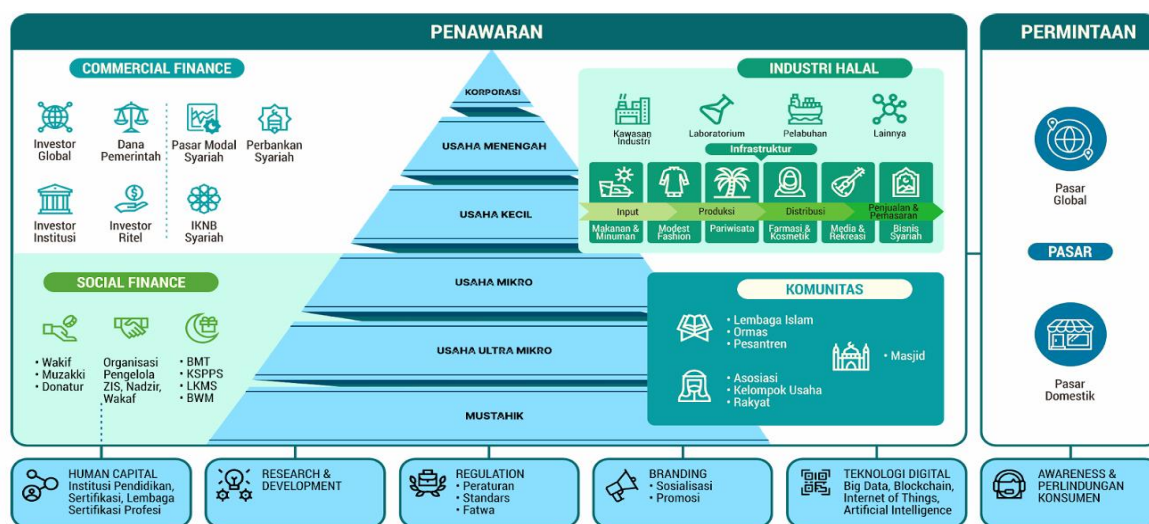 PENAWARAN
COMMERCIAL FINANCE
Investor
Global
Dana
Pemerintah
Pasar Modal
Syariah
Perbankan
Syariah
Investor
Institusi
Investor
Ritel
IKNB
Syariah
SOCIAL FINANCE
• Wakif
• Muzakki
• Donatur
Organisasi
Pengelola
ZIS, Nadzir,
Wakaf
• BMT
• KSPPS
• LKMS
• BWM
KORPORASI
USAHA MENENGAH
USAHA KECIL
USAHA MIKRO
USAHA ULTRA MIKRO
MUSTAHIK
INDUSTRI HALAL
Kawasan
Industri
Laboratorium
Pelabuhan
Lainnya
Infrastruktur
Input
Produksi
Distribusi
Penjualan &
Pemasaran
Makanan &
Minuman
Modest
Fashion
Pariwisata
Farmasi &
Kosmetik
Media &
Rekreasi
Bisnis
Syariah
KOMUNITAS
• Lembaga Islam
• Ormas
• Pesantren
• Masjid
• Asosiasi
• Kelompok Usaha
• Rakyat
PERMINTAAN
Pasar
Global
PASAR
Pasar
Domestik
HUMAN CAPITAL
Institusi Pendidikan,
Sertifikasi, Lembaga
Sertifikasi Profesi
RESEARCH &
DEVELOPMENT
REGULATION
• Peraturan
• Standars
• Fatwa
BRANDING
• Sosialisasi
• Promosi
TEKNOLOGI DIGITAL
Big Data, Blockchain,
Internet of Things,
Artificial Intelligence
AWARENESS &
PERLINDUNGAN
KONSUMEN